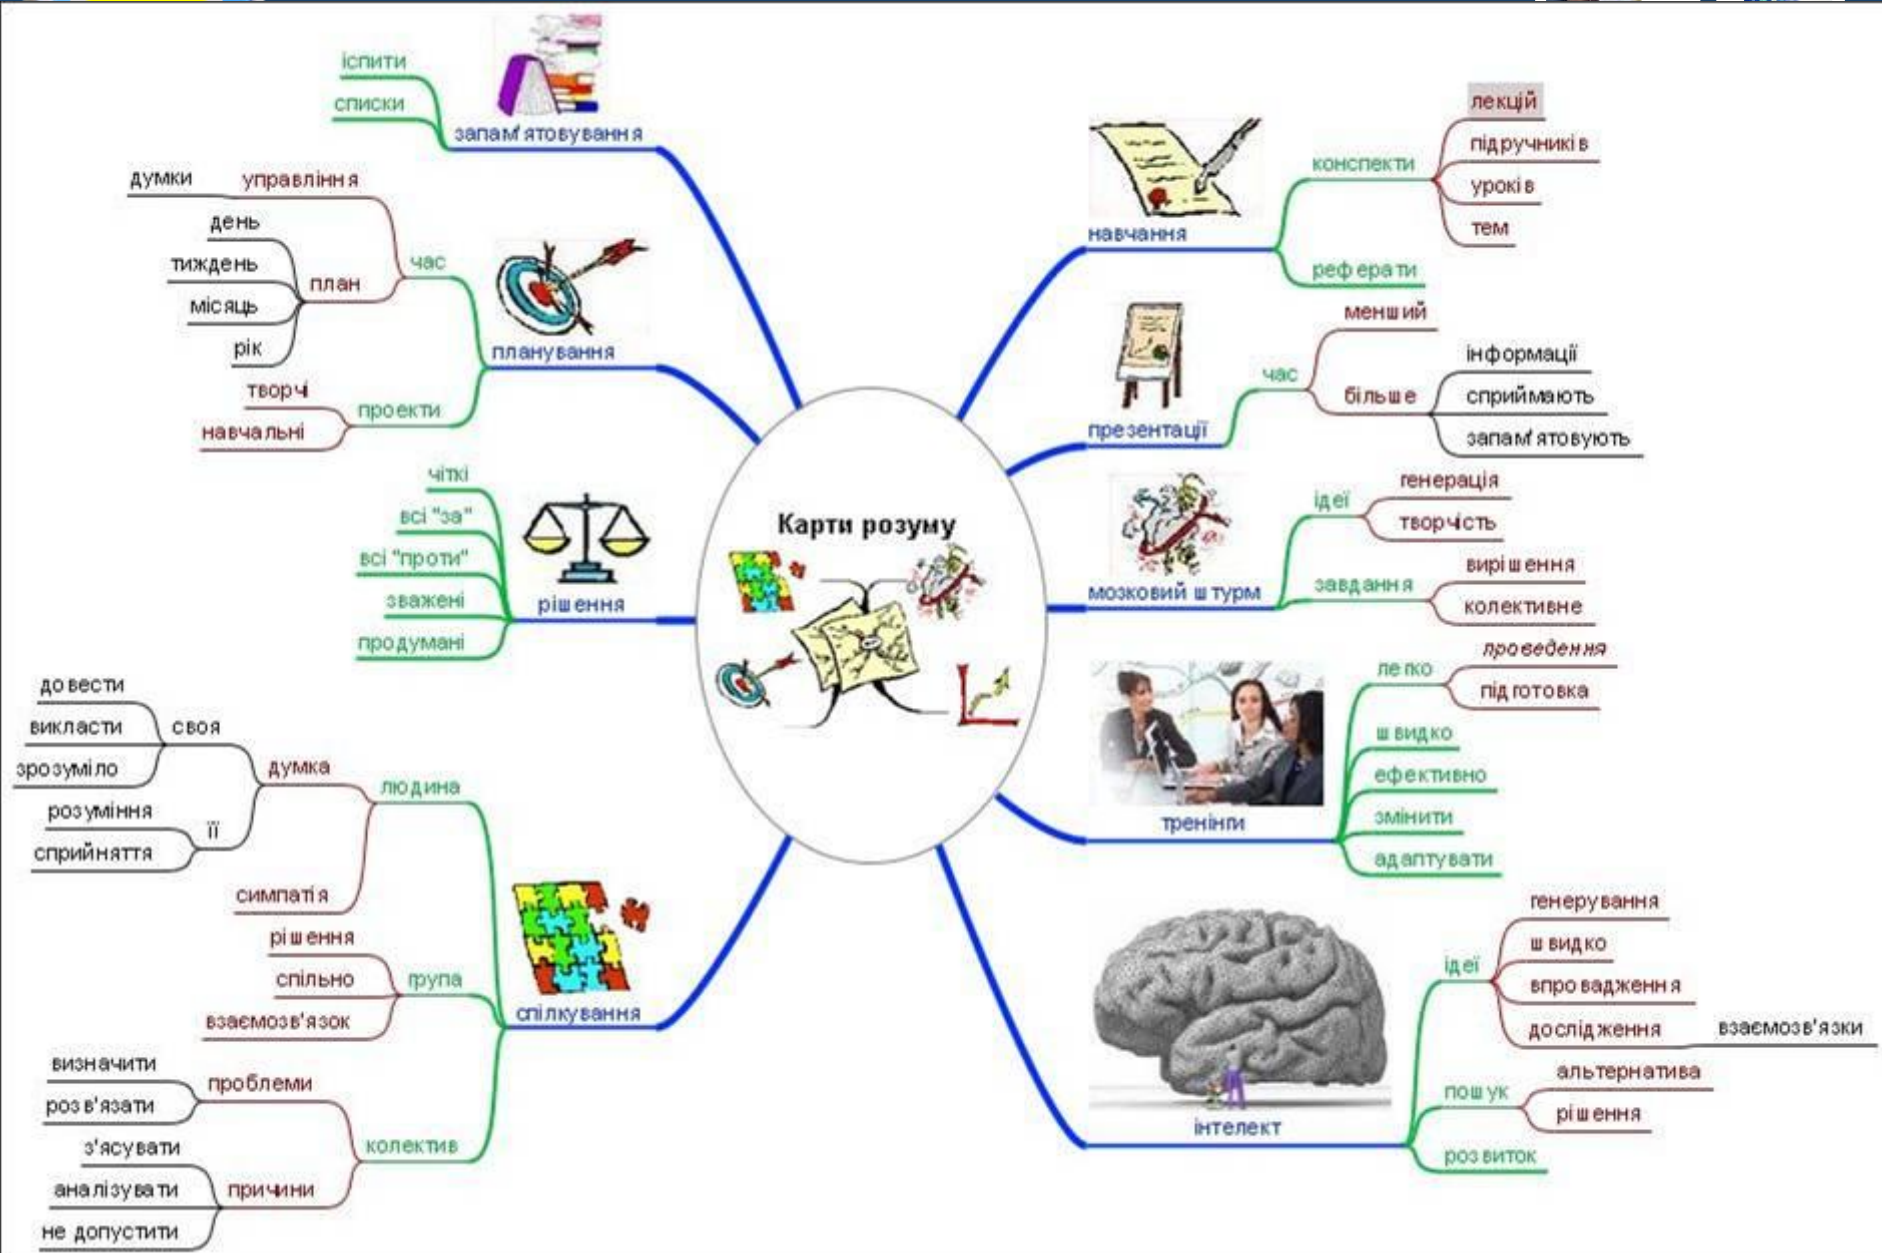 Карти розуму
запам'ятовування
іспити
списки
планування
час
управління
думки
план
день
тиждень
місяць
рік
проекти
творчі
навчальні
рішення
чіткі
всі "за"
всі "проти"
зважені
продумані
спілкування
людина
думка
своя
довести
викласти
зрозуміло
її
розуміння
сприйняття
симпатія
група
рішення
спільно
взаємозв'язок
колектив
проблеми
визначити
розв'язати
причини
з'ясувати
аналізувати
не допустити
навчання
конспекти
лекцій
підручників
уроків
тем
реферати
презентації
час
менший
більше
інформації
сприймають
запам'ятовують
мозковий штурм
ідеї
генерація
творчість
завдання
вирішення
колективне
тренінги
легко
проведення
підготовка
швидко
ефективно
змінити
адаптувати
інтелект
ідеї
генерування
швидко
впровадження
дослідження
взаємозв'язки
пошук
альтернатива
рішення
розвиток